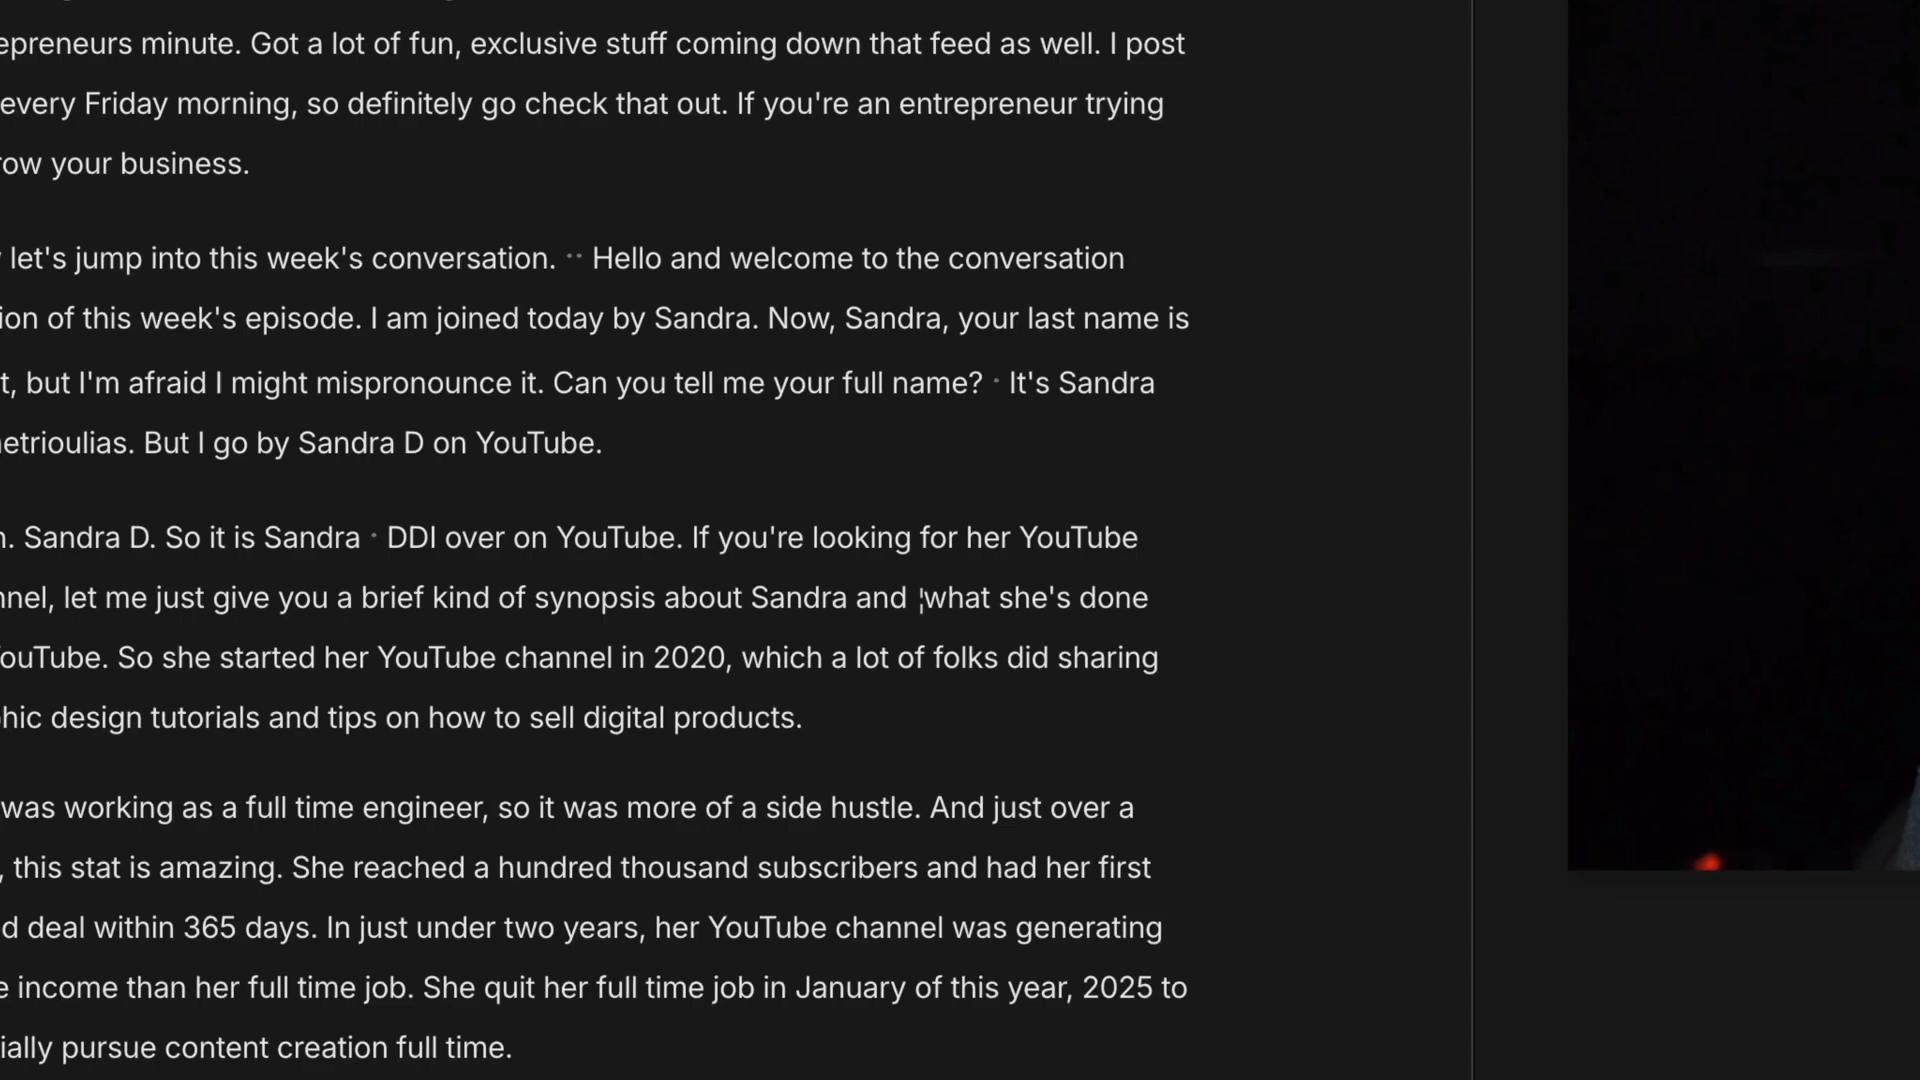 epreneurs minute. Got a lot of fun, exclusive stuff coming down that feed as well. I post
every Friday morning, so definitely go check that out. If you're an entrepreneur trying
row your business.
let's jump into this week's conversation. ·· Hello and welcome to the conversation
ion of this week's episode. I am joined today by Sandra. Now, Sandra, your last name is
t, but I'm afraid I might mispronounce it. Can you tell me your full name? · It's Sandra
etrioulias. But I go by Sandra D on YouTube.
n. Sandra D. So it is Sandra · DDI over on YouTube. If you're looking for her YouTube
nnel, let me just give you a brief kind of synopsis about Sandra and ¦what she's done
YouTube. So she started her YouTube channel in 2020, which a lot of folks did sharing
hic design tutorials and tips on how to sell digital products.
was working as a full time engineer, so it was more of a side hustle. And just over a
, this stat is amazing. She reached a hundred thousand subscribers and had her first
d deal within 365 days. In just under two years, her YouTube channel was generating
e income than her full time job. She quit her full time job in January of this year, 2025 to
ially pursue content creation full time.